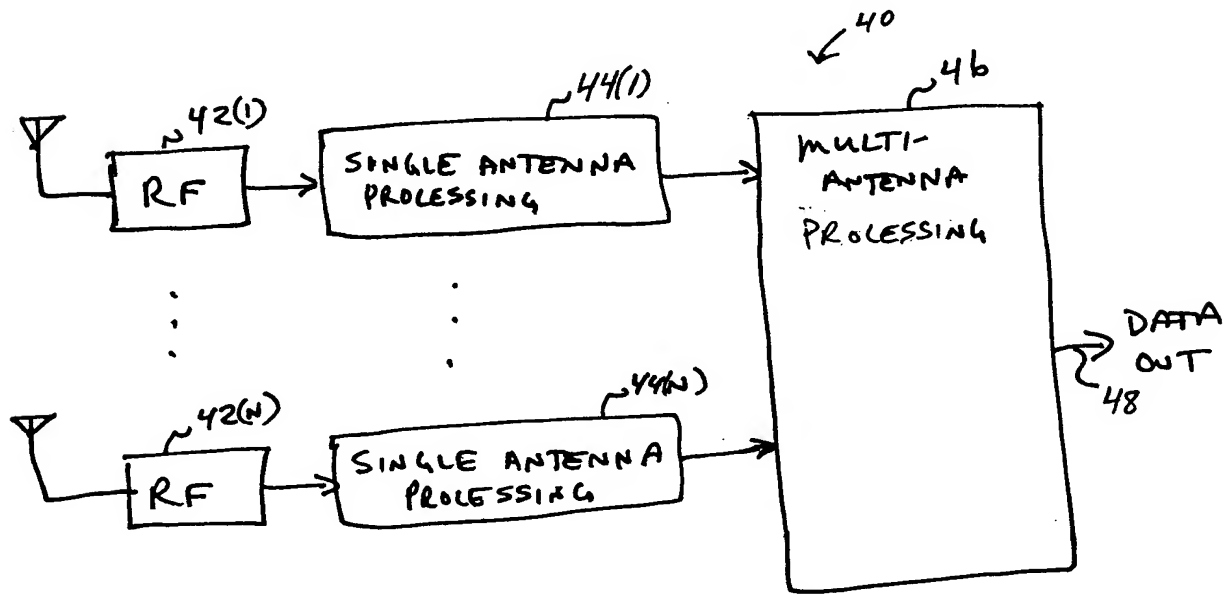 40
42(1)
44(1)
46
RF
SINGLE ANTENNA
PROCESSING
MULTI-
ANTENNA
PROCESSING
DATA
OUT
48
42(N)
44(N)
RF
SINGLE ANTENNA
PROCESSING